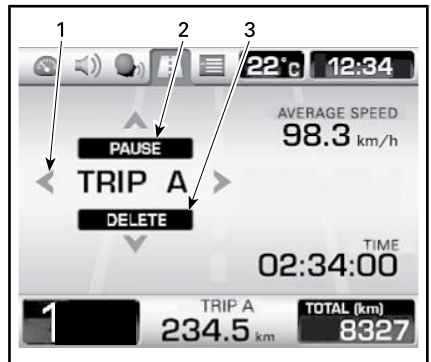 1 2 3
22°C 12:34
AVERAGE SPEED
98.3 km/h
PAUSE
TRIP A
DELETE
TIME
02:34:00
1
TRIP A
234.5 km
TOTAL (km)
8327